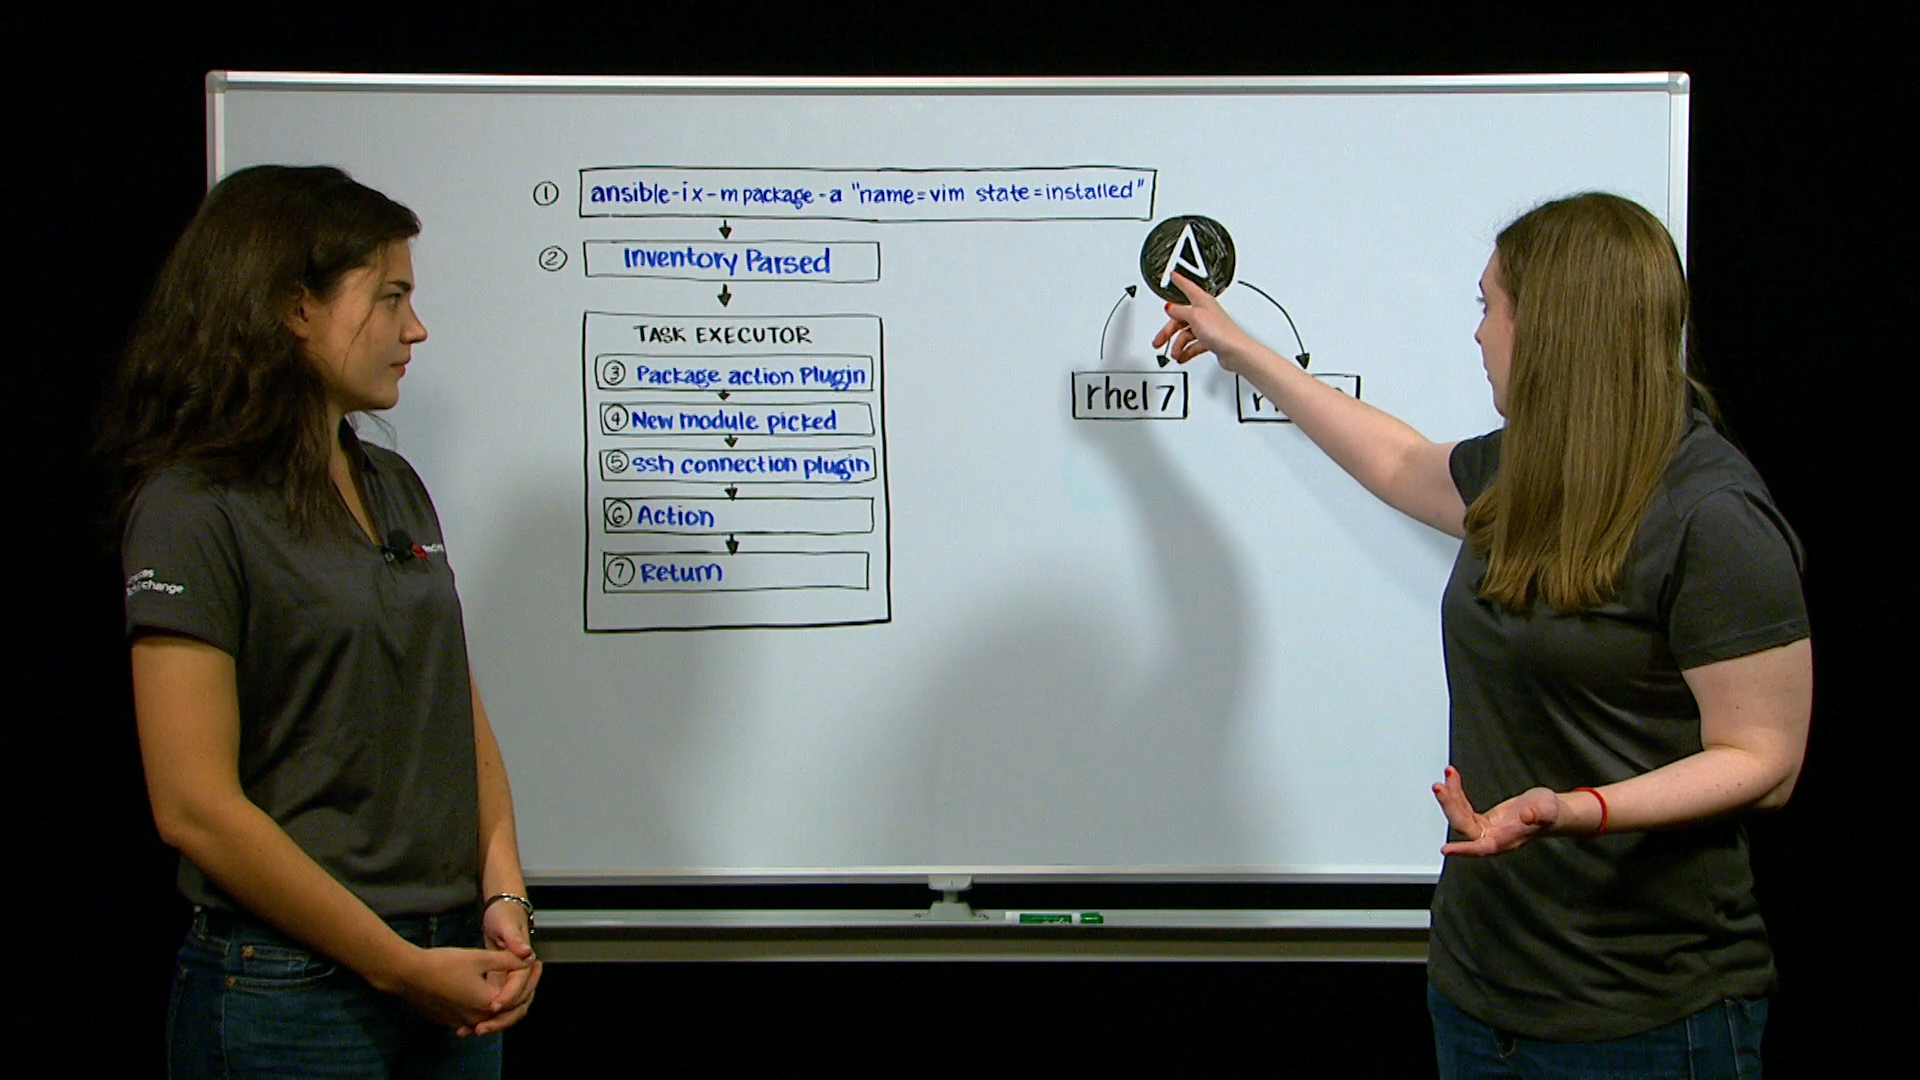 ① ansible-ix-m package-a "name=vim state=installed"
② Inventory Parsed
TASK EXECUTOR
③ Package action Plugin
④ New module picked
⑤ ssh connection plugin
⑥ Action
⑦ Return
A
rhel 7